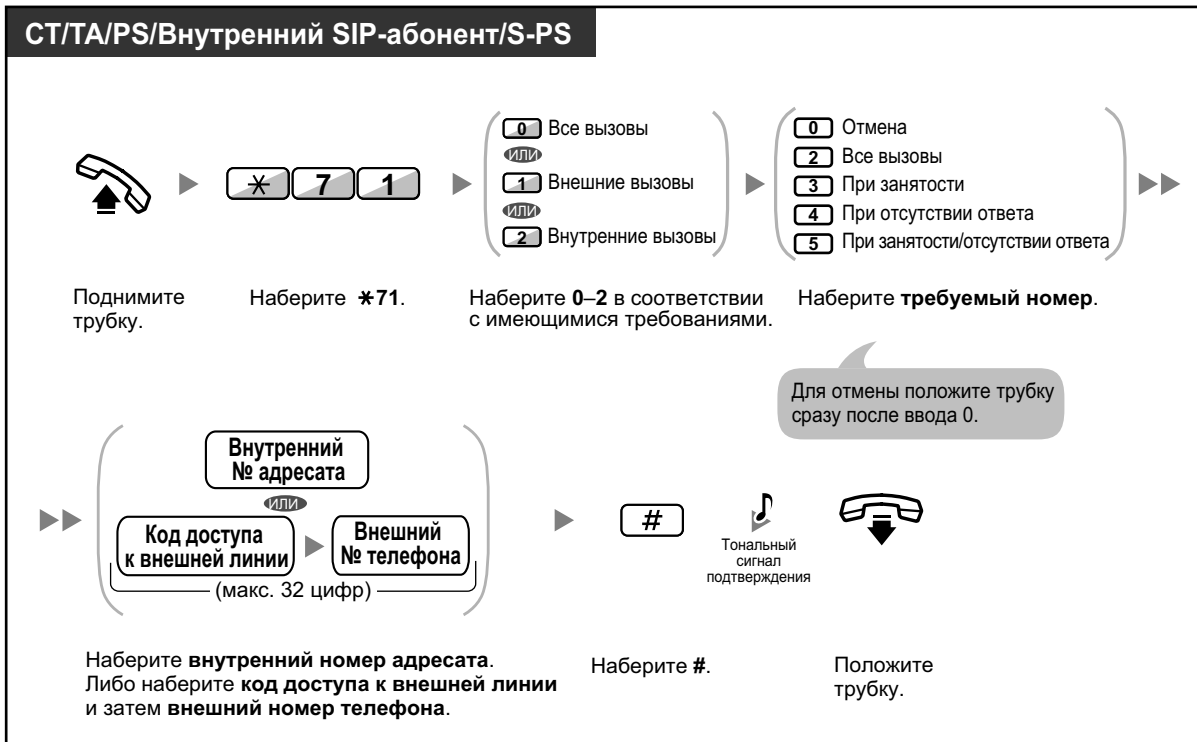 СТ/ТА/PS/Внутренний SIP-абонент/S-PS
0 Все вызовы
ИЛИ
1 Внешние вызовы
ИЛИ
2 Внутренние вызовы
0 Отмена
2 Все вызовы
3 При занятости
4 При отсутствии ответа
5 При занятости/отсутствии ответа
* 7 1
Поднимите
трубку.
Наберите *71.
Наберите 0–2 в соответствии
с имеющимися требованиями.
Наберите требуемый номер.
Для отмены положите трубку
сразу после ввода 0.
Внутренний
№ адресата
ИЛИ
Код доступа
к внешней линии
Внешний
№ телефона
(макс. 32 цифр)
#
Тональный
сигнал
подтверждения
Наберите внутренний номер адресата.
Либо наберите код доступа к внешней линии
и затем внешний номер телефона.
Наберите #.
Положите
трубку.